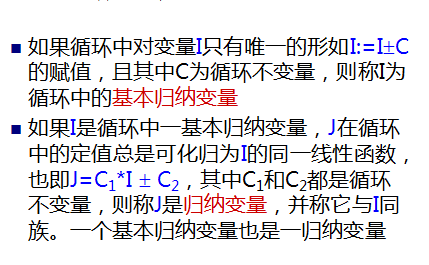 ■ 如果循环中对变量I只有唯一的形如I:=I±C
的赋值，且其中C为循环不变量，则称I为
循环中的基本归纳变量
■ 如果I是循环中一基本归纳变量，J在循环
中的定值总是可化归为I的同一线性函数，
也即J=C₁*I ± C₂，其中C₁和C₂都是循环
不变量，则称J是归纳变量，并称它与I同
族。一个基本归纳变量也是一归纳变量